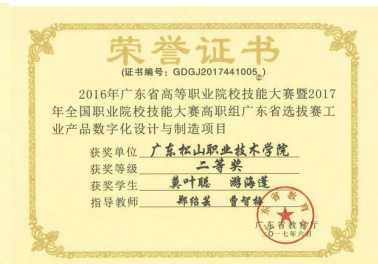 荣誉证书
(证书编号：GDGJ2017441005②)
2016年广东省高等职业院校技能大赛暨2017
年全国职业院校技能大赛高职组广东省选拔赛工
业产品数字化设计与制造项目
获奖单位 广东松山职业技术学院
获奖等级 二等奖
获奖学生 莫叶聪 游海莲
指导教师 郑绍芸 曾智梅
广东省教育厅
二〇一七年六月